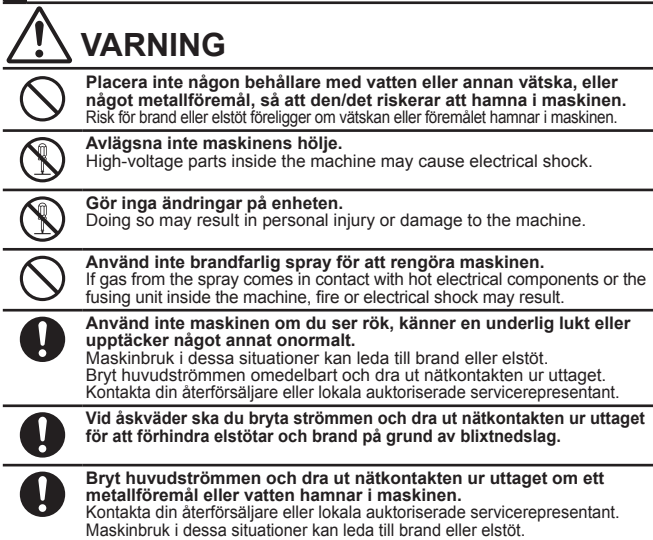 VARNING
Placera inte någon behållare med vatten eller annan vätska, eller
något metallföremål, så att den/det riskerar att hamna i maskinen.
Risk för brand eller elstöt föreligger om vätskan eller föremålet hamnar i maskinen.
Avlägsna inte maskinens hölje.
High-voltage parts inside the machine may cause electrical shock.
Gör inga ändringar på enheten.
Doing so may result in personal injury or damage to the machine.
Använd inte brandfarlig spray för att rengöra maskinen.
If gas from the spray comes in contact with hot electrical components or the
fusing unit inside the machine, fire or electrical shock may result.
Använd inte maskinen om du ser rök, känner en underlig lukt eller
upptäcker något annat onormalt.
Maskinbruk i dessa situationer kan leda till brand eller elstöt.
Bryt huvudströmmen omedelbart och dra ut nätkontakten ur uttaget.
Kontakta din återförsäljare eller lokala auktoriserade servicerepresentant.
Vid åskväder ska du bryta strömmen och dra ut nätkontakten ur uttaget
för att förhindra elstötar och brand på grund av blixtnedslag.
Bryt huvudströmmen och dra ut nätkontakten ur uttaget om ett
metallföremål eller vatten hamnar i maskinen.
Kontakta din återförsäljare eller lokala auktoriserade servicerepresentant.
Maskinbruk i dessa situationer kan leda till brand eller elstöt.